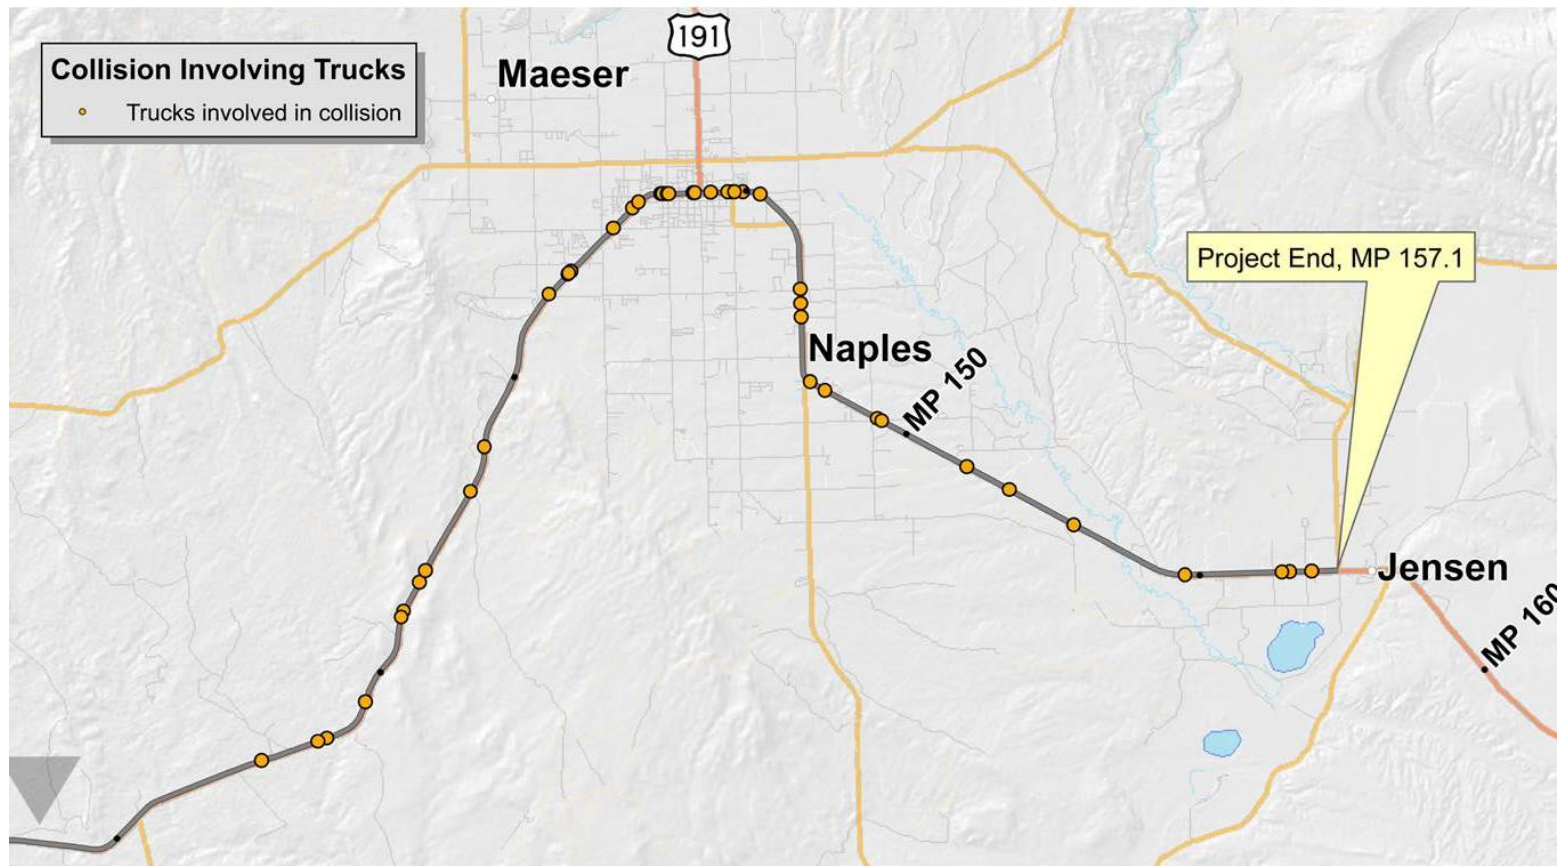 Collision Involving Trucks
Trucks involved in collision
191
Maeser
Project End, MP 157.1
Naples
MP 150
Jensen
MP 160